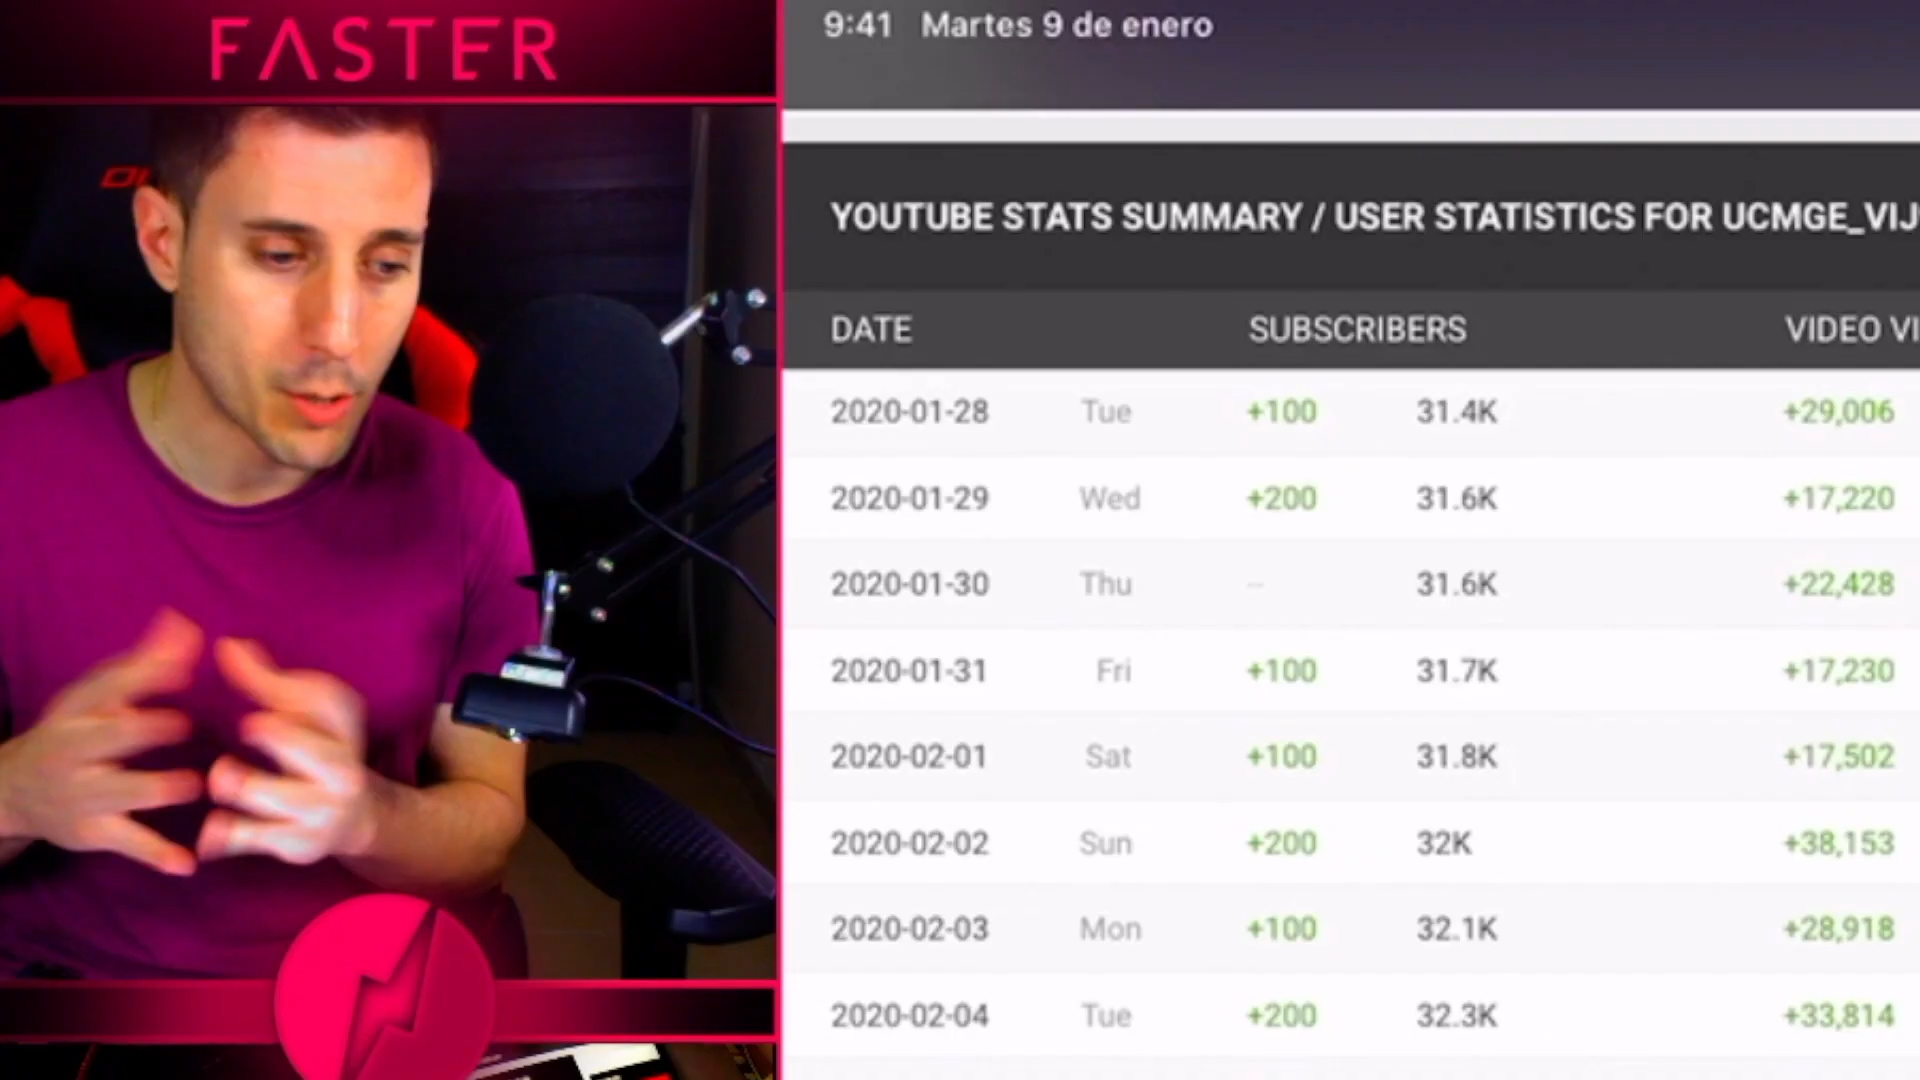 FASTER
9:41 Martes 9 de enero
YOUTUBE STATS SUMMARY / USER STATISTICS FOR UCMGE_VIJ
DATE SUBSCRIBERS VIDEO VI
2020-01-28 Tue +100 31.4K +29,006
2020-01-29 Wed +200 31.6K +17,220
2020-01-30 Thu -- 31.6K +22,428
2020-01-31 Fri +100 31.7K +17,230
2020-02-01 Sat +100 31.8K +17,502
2020-02-02 Sun +200 32K +38,153
2020-02-03 Mon +100 32.1K +28,918
2020-02-04 Tue +200 32.3K +33,814